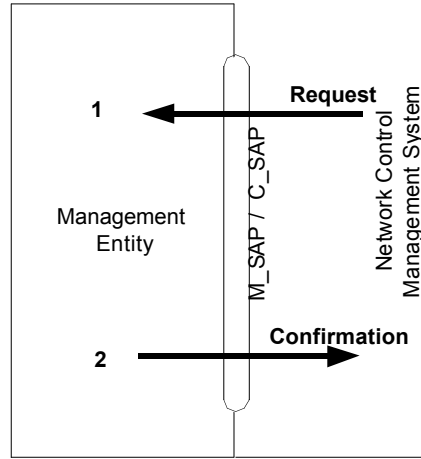 Request
1
Management
Entity
M_SAP / C_SAP
Network Control
Management System
Confirmation
2